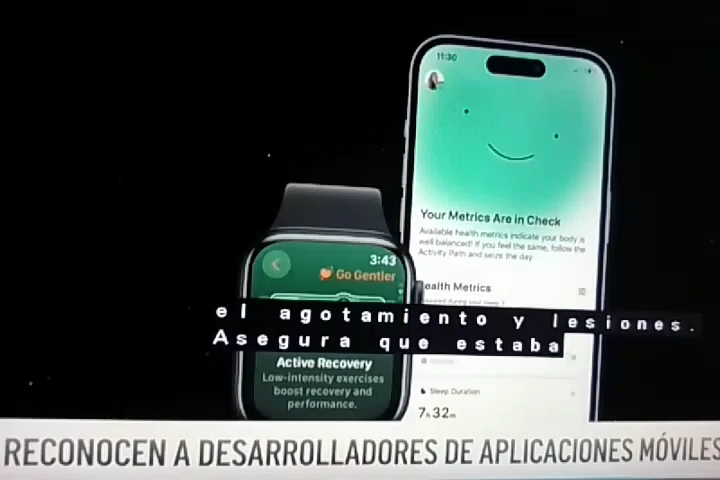 11:30
Your Metrics Are in Check
Available health metrics indicate your body is
well balanced! If you feel the same, follow the
Activity Path and seize the day.
3:43
Go Gentler
ealth Metrics
el agotamiento y lesiones.
Asegura que estaba
Active Recovery
Low-intensity exercises
boost recovery and
performance.
Sleep Duration
7h 32m
RECONOCEN A DESARROLLADORES DE APLICACIONES MÓVILES